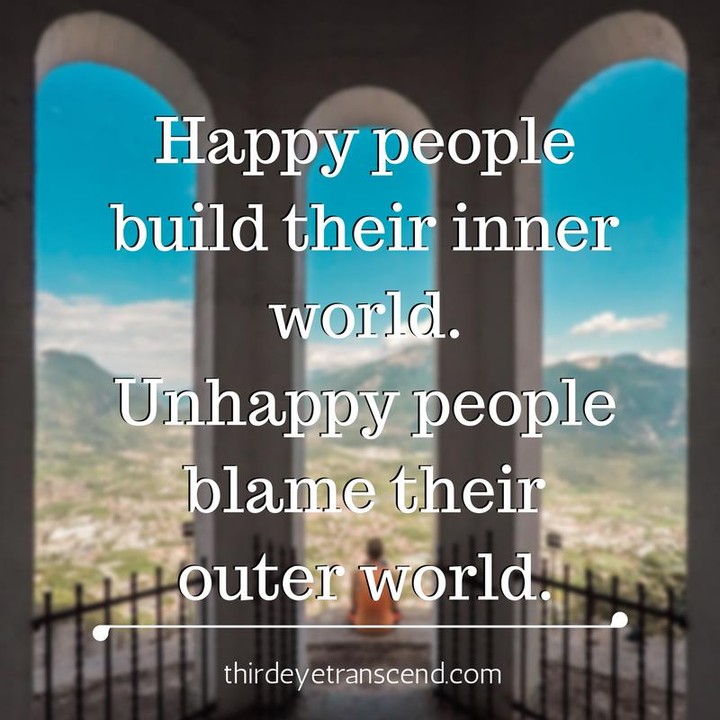 Happy people
build their inner
world.
Unhappy people
blame their
outer world.
thirdeyetranscend.com